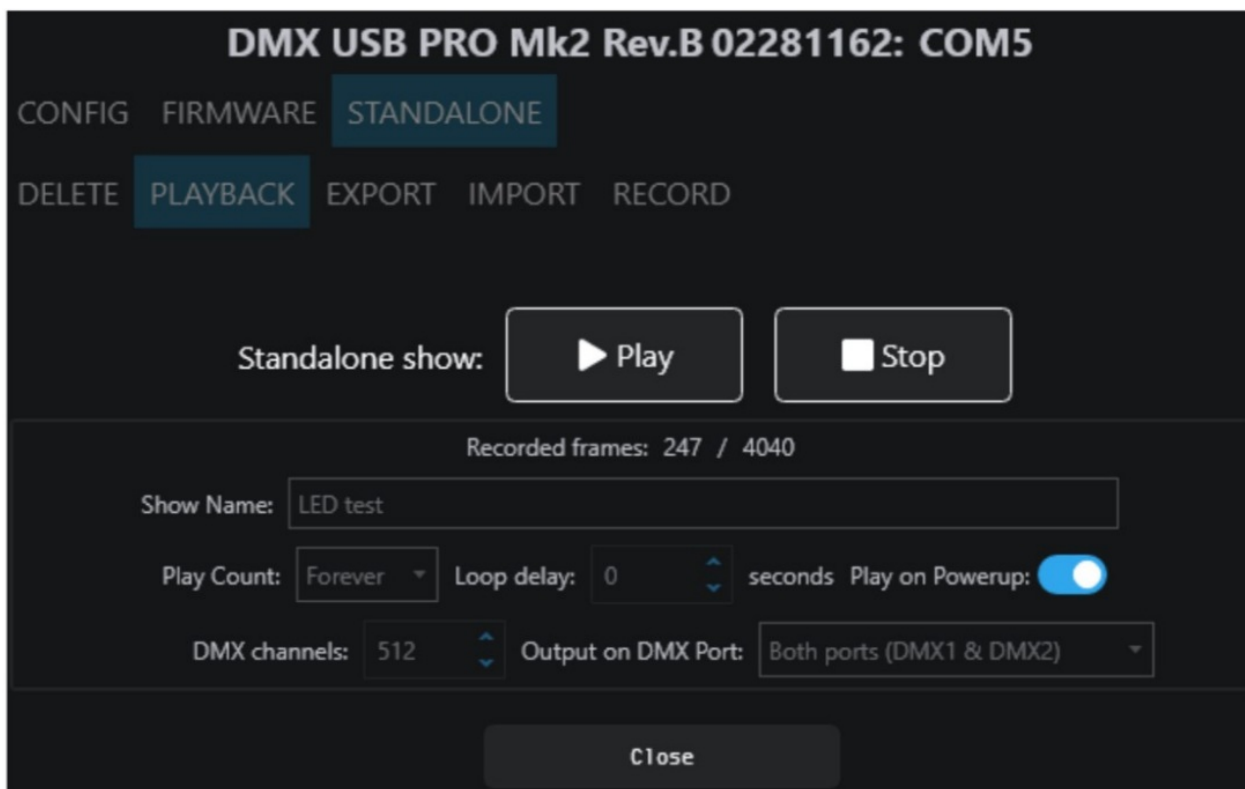 DMX USB PRO Mk2 Rev.B 02281162: COM5
CONFIG FIRMWARE STANDALONE
DELETE PLAYBACK EXPORT IMPORT RECORD
Standalone show: Play Stop
Recorded frames: 247 / 4040
Show Name: LED test
Play Count: Forever Loop delay: 0 seconds Play on Powerup:
DMX channels: 512 Output on DMX Port: Both ports (DMX1 & DMX2)
Close